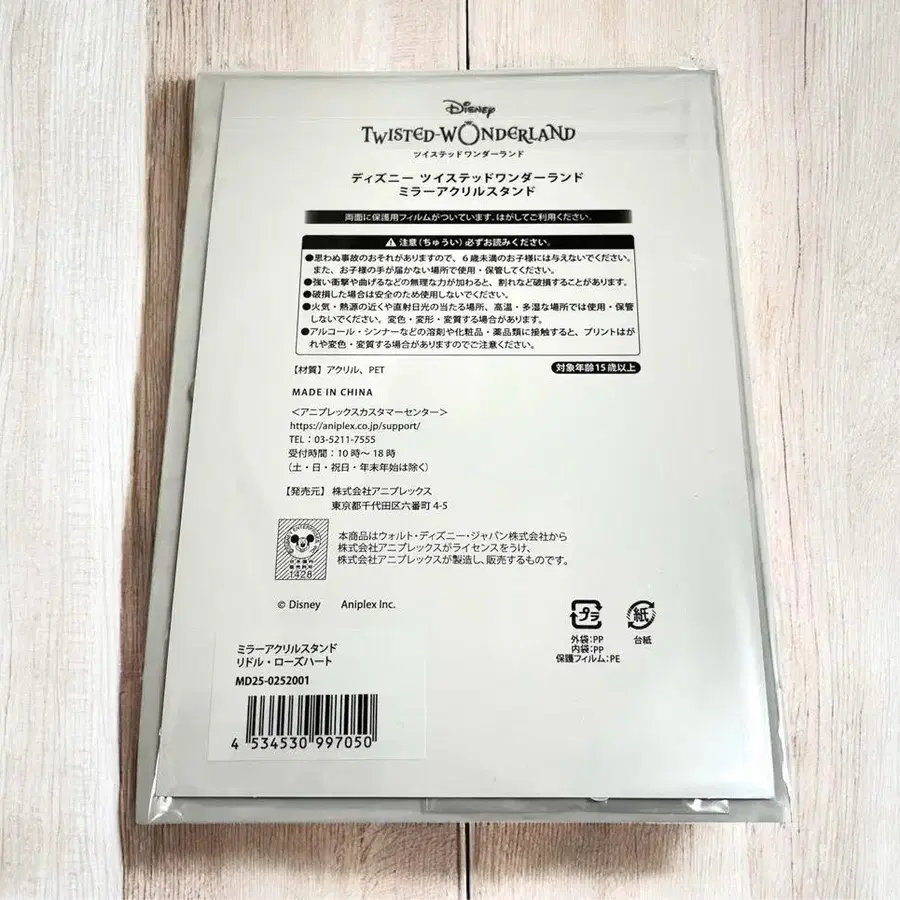 Disney
TWISTED-WONDERLAND
ツイステッドワンダーランド
ディズニー ツイステッドワンダーランド
ミラーアクリルスタンド
両面に保護用フィルムがついています。はがしてご利用ください。
注意(ちゅうい)必ずお読みください。
●思わぬ事故のおそれがありますので、6歳未満のお子様には与えないでください。
また、お子様の手が届かない場所で使用・保管してください。
●強い衝撃や曲げるなどの無理な力が加わると、割れなど破損することがあります。
●破損した場合は安全のため使用しないでください。
●火気・熱源の近くや直射日光の当たる場所、高温・多湿な場所では使用・保管
しないでください。変色・変形・変質する場合があります。
●アルコール・シンナーなどの溶剤や化粧品・薬品類に接触すると、プリントはが
れや変色・変質する場合がありますのでご注意ください。
【材質】アクリル、PET
対象年齢15歳以上
MADE IN CHINA
<アニプレックスカスタマーセンター>
https://aniplex.co.jp/support/
TEL:03-5211-7555
受付時間:10時～18時
(土・日・祝日・年末年始は除く)
【発売元】株式会社アニプレックス
東京都千代田区六番町4-5
本商品はウォルト・ディズニー・ジャパン株式会社から
株式会社アニプレックスがライセンスをうけ、
株式会社アニプレックスが製造し、販売するものです。
1428
© Disney Aniplex Inc.
プラ
外袋:PP
内袋:PP
保護フィルム:PE
紙
台紙
ミラーアクリルスタンド
リドル・ローズハート
MD25-0252001
4 534530 997050